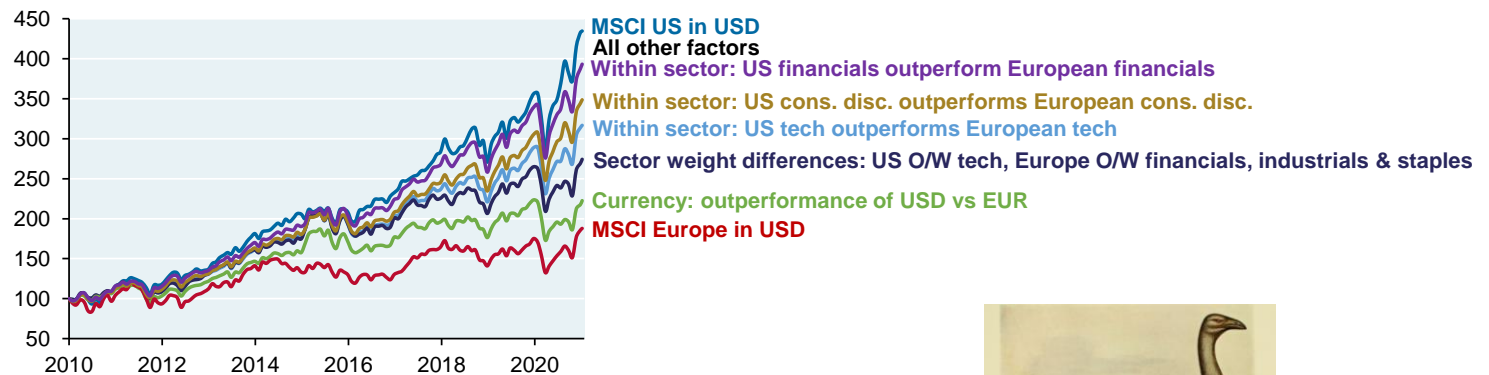 450
400
350
300
250
200
150
100
50
2010 2012 2014 2016 2018 2020
MSCI US in USD
All other factors
Within sector: US financials outperform European financials
Within sector: US cons. disc. outperforms European cons. disc.
Within sector: US tech outperforms European tech
Sector weight differences: US O/W tech, Europe O/W financials, industrials & staples
Currency: outperformance of USD vs EUR
MSCI Europe in USD